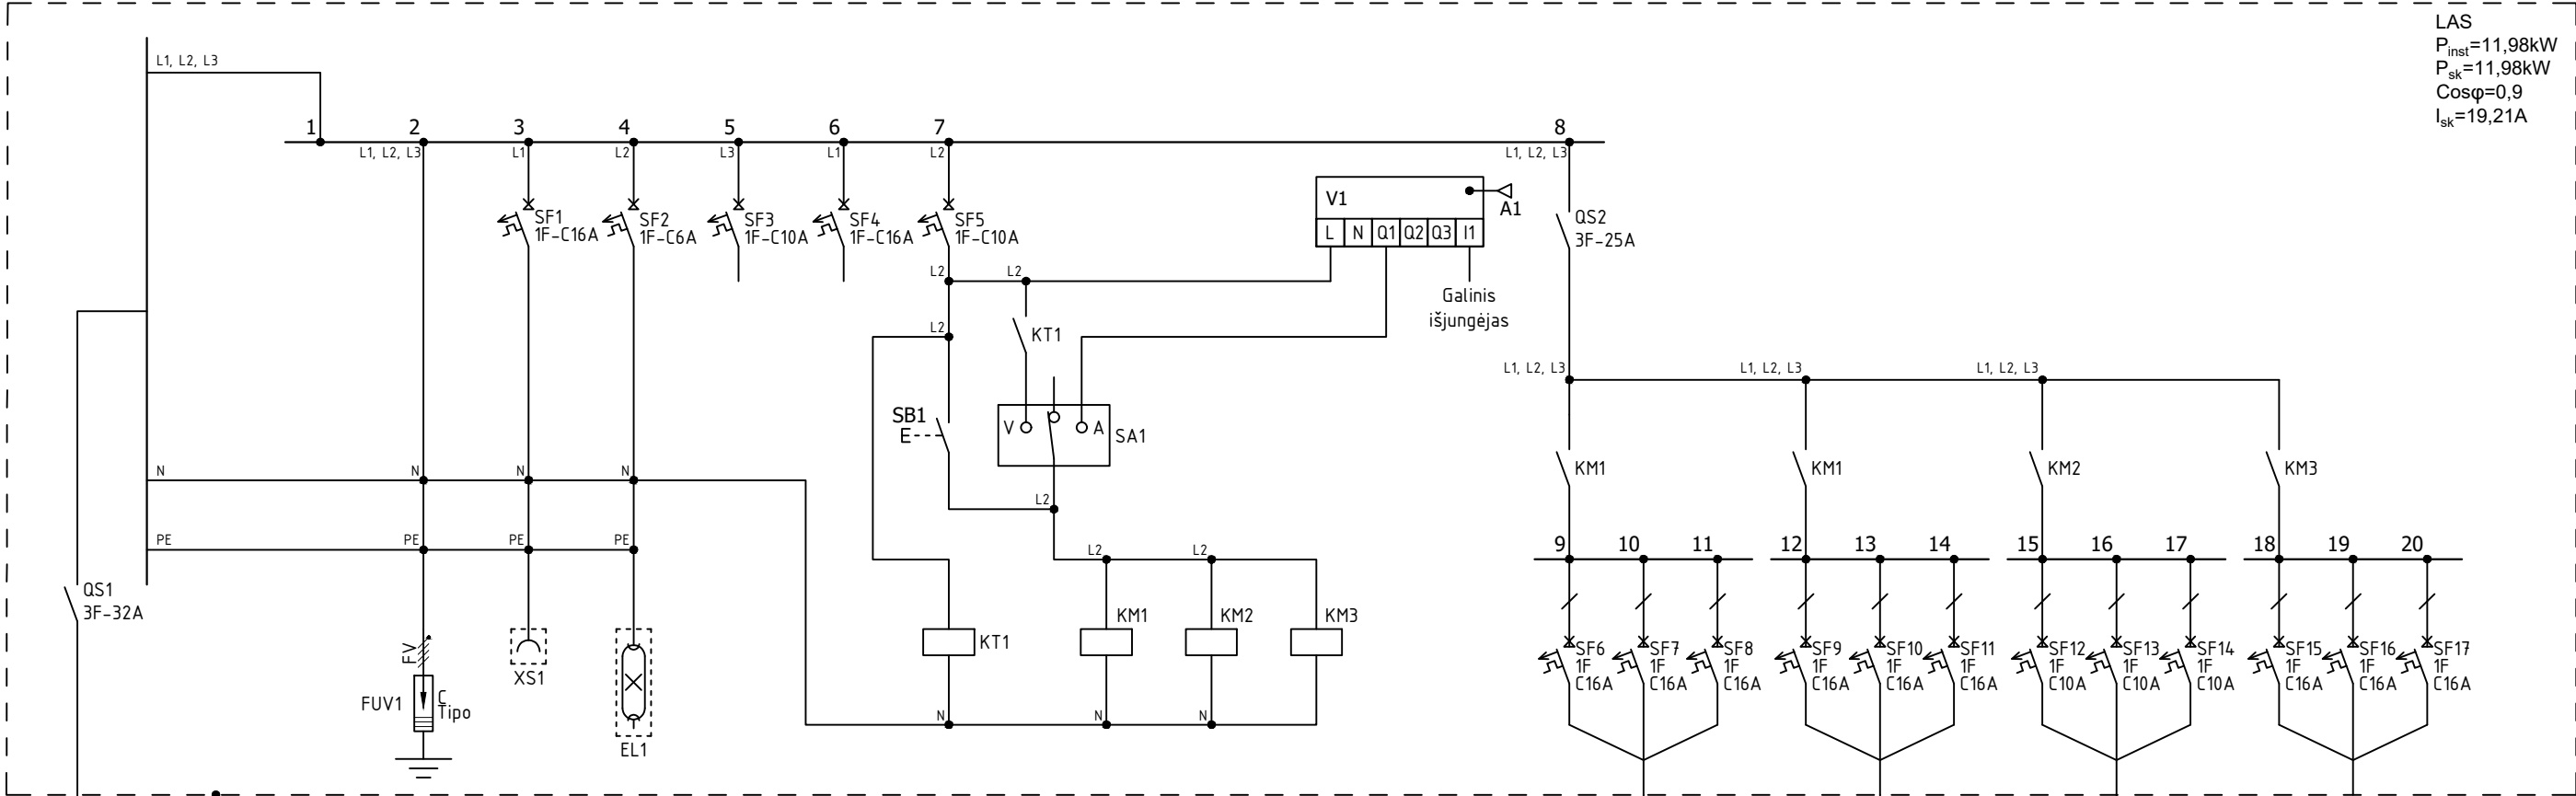 LAS
Pinst=11,98kW
Psk=11,98kW
Cosφ=0,9
Isk=19,21A
L1, L2, L3
1 2 3 4 5 6 7 8
L1, L2, L3 L1 L2 L3 L1 L2 L1, L2, L3
V1
A1
SF1
1F-C16A
SF2
1F-C6A
SF3
1F-C10A
SF4
1F-C16A
SF5
1F-C10A
L N Q1 Q2 Q3 I1
QS2
3F-25A
L2 L2
Galinis
išjungėjas
L2
KT1
L1, L2, L3 L1, L2, L3 L1, L2, L3
SB1
E
V A SA1
N N N N
KM1 KM1 KM2 KM3
L2
PE PE PE
L2 L2
9 10 11 12 13 14 15 16 17 18 19 20
QS1
3F-32A
KT1 KM1 KM2 KM3
FV
XS1
FUV1
C
Tipo
EL1
N N N
SF6
1F
C16A
SF7
1F
C16A
SF8
1F
C16A
SF9
1F
C16A
SF10
1F
C16A
SF11
1F
C16A
SF12
1F
C10A
SF13
1F
C10A
SF14
1F
C10A
SF15
1F
C16A
SF16
1F
C16A
SF17
1F
C16A